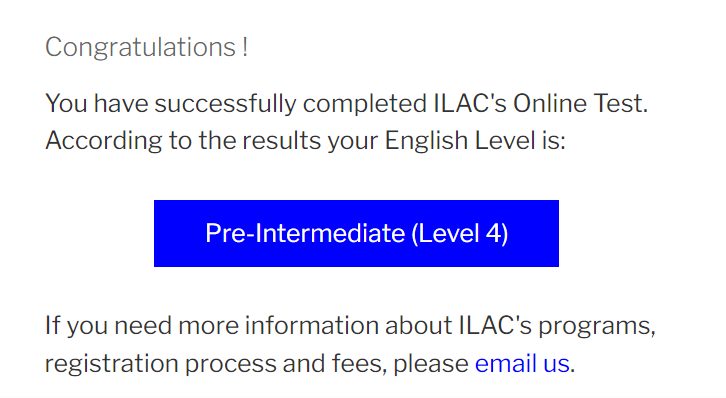 Congratulations !
You have successfully completed ILAC's Online Test.
According to the results your English Level is:
Pre-Intermediate (Level 4)
If you need more information about ILAC's programs,
registration process and fees, please email us.